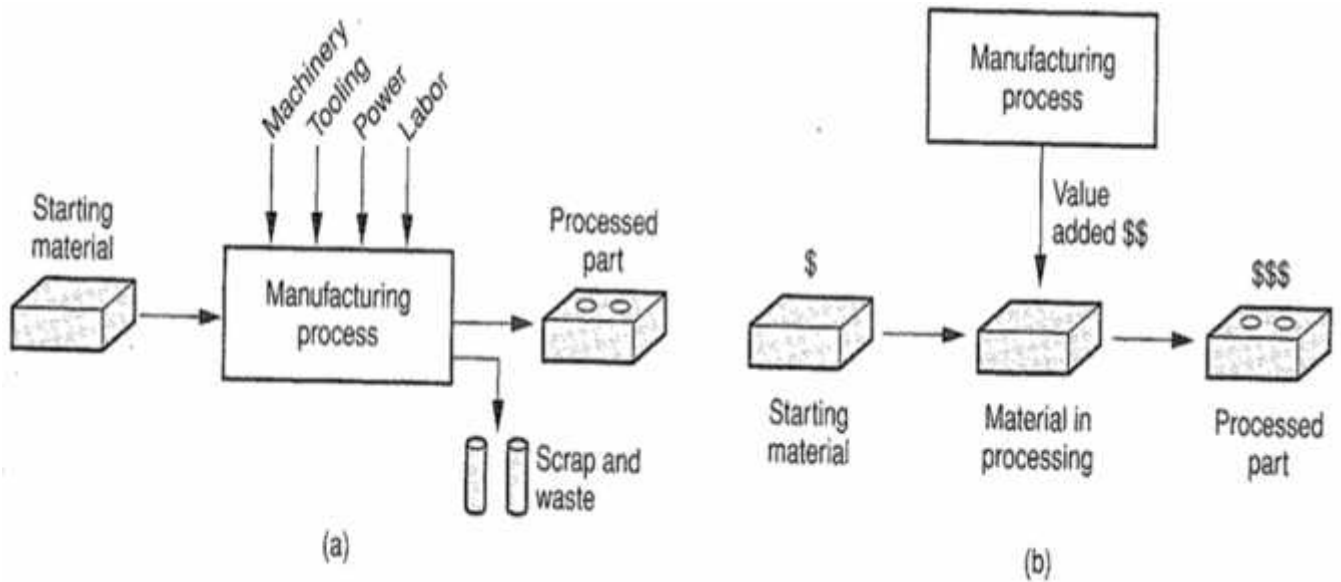 Machinery
Tooling
Power
Labor
Starting
material
Manufacturing
process
Processed
part
Scrap and
waste
(a)
Manufacturing
process
Value
added $$
$
$$$
Starting
material
Material in
processing
Processed
part
(b)